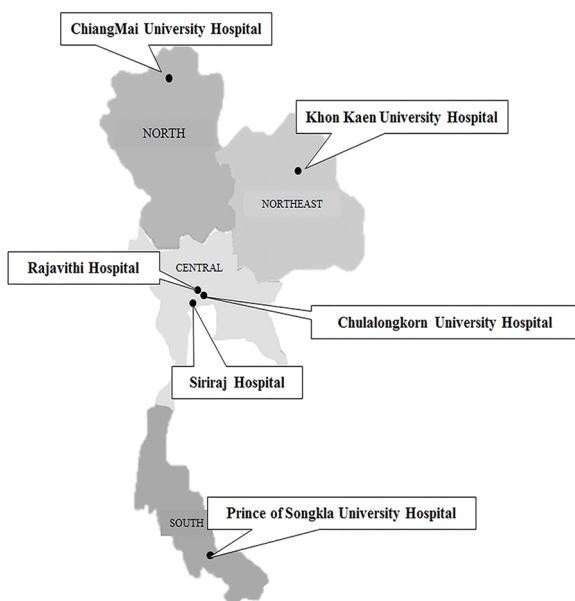 ChiangMai University Hospital
Khon Kaen University Hospital
NORTH
NORTHEAST
Rajavithi Hospital
CENTRAL
Chulalongkorn University Hospital
Siriraj Hospital
Prince of Songkla University Hospital
SOUTH